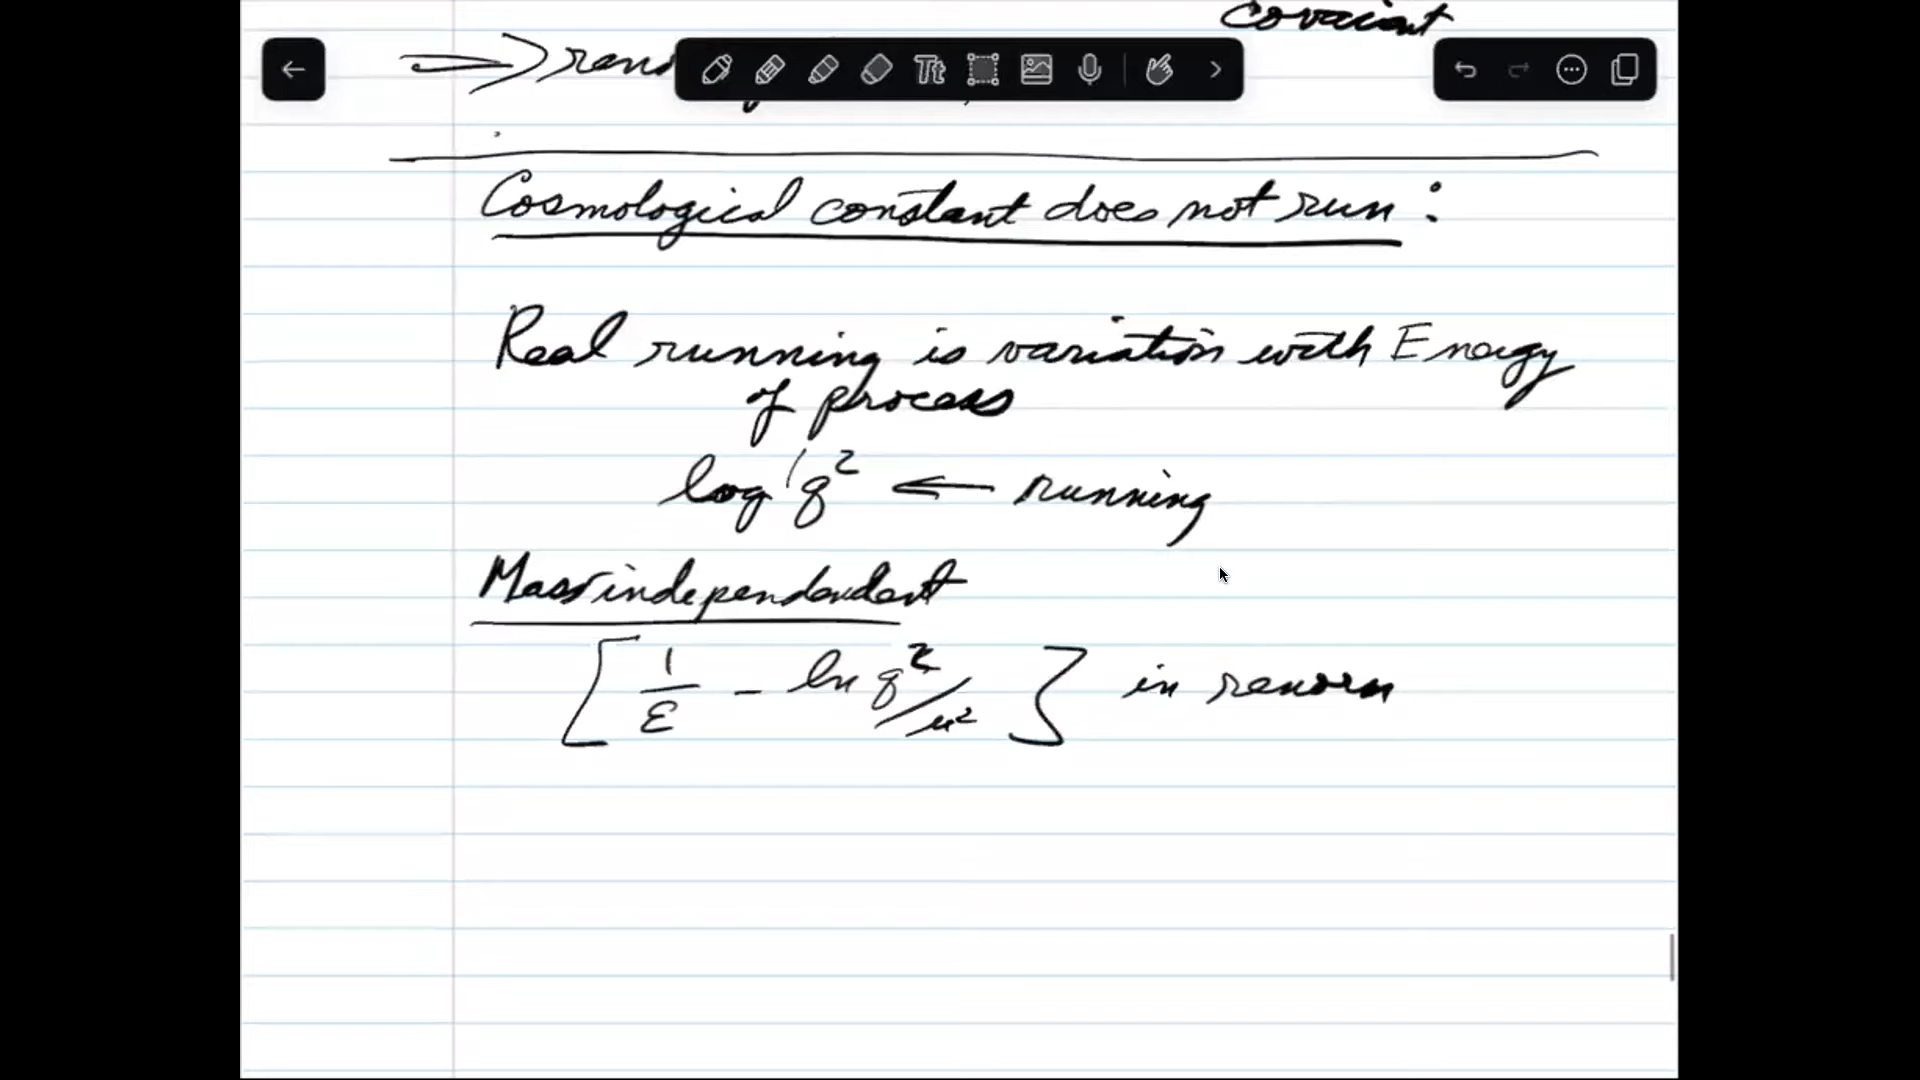 covariant
Cosmological constant does not run :
Real running is variation with Energy
of process
log q² ← running
Mass independendent
[ 1/ε - ln q²/μ² ] in renorm